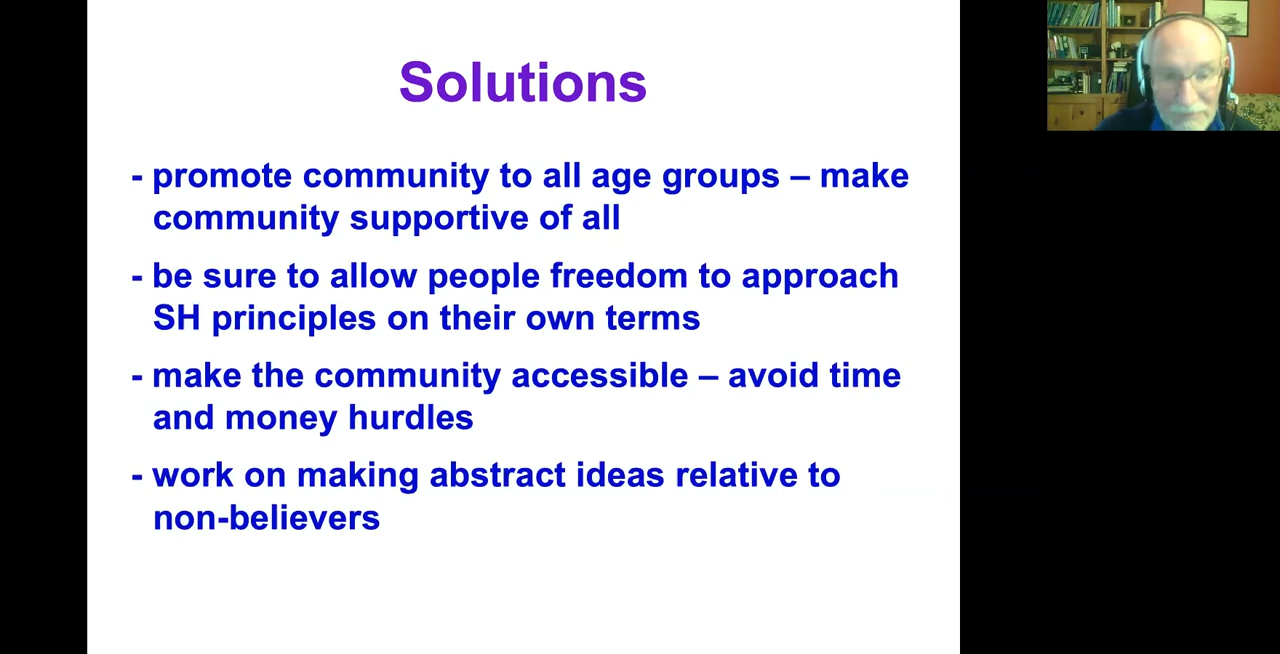 Solutions
- promote community to all age groups – make
community supportive of all
- be sure to allow people freedom to approach
SH principles on their own terms
- make the community accessible – avoid time
and money hurdles
- work on making abstract ideas relative to
non-believers